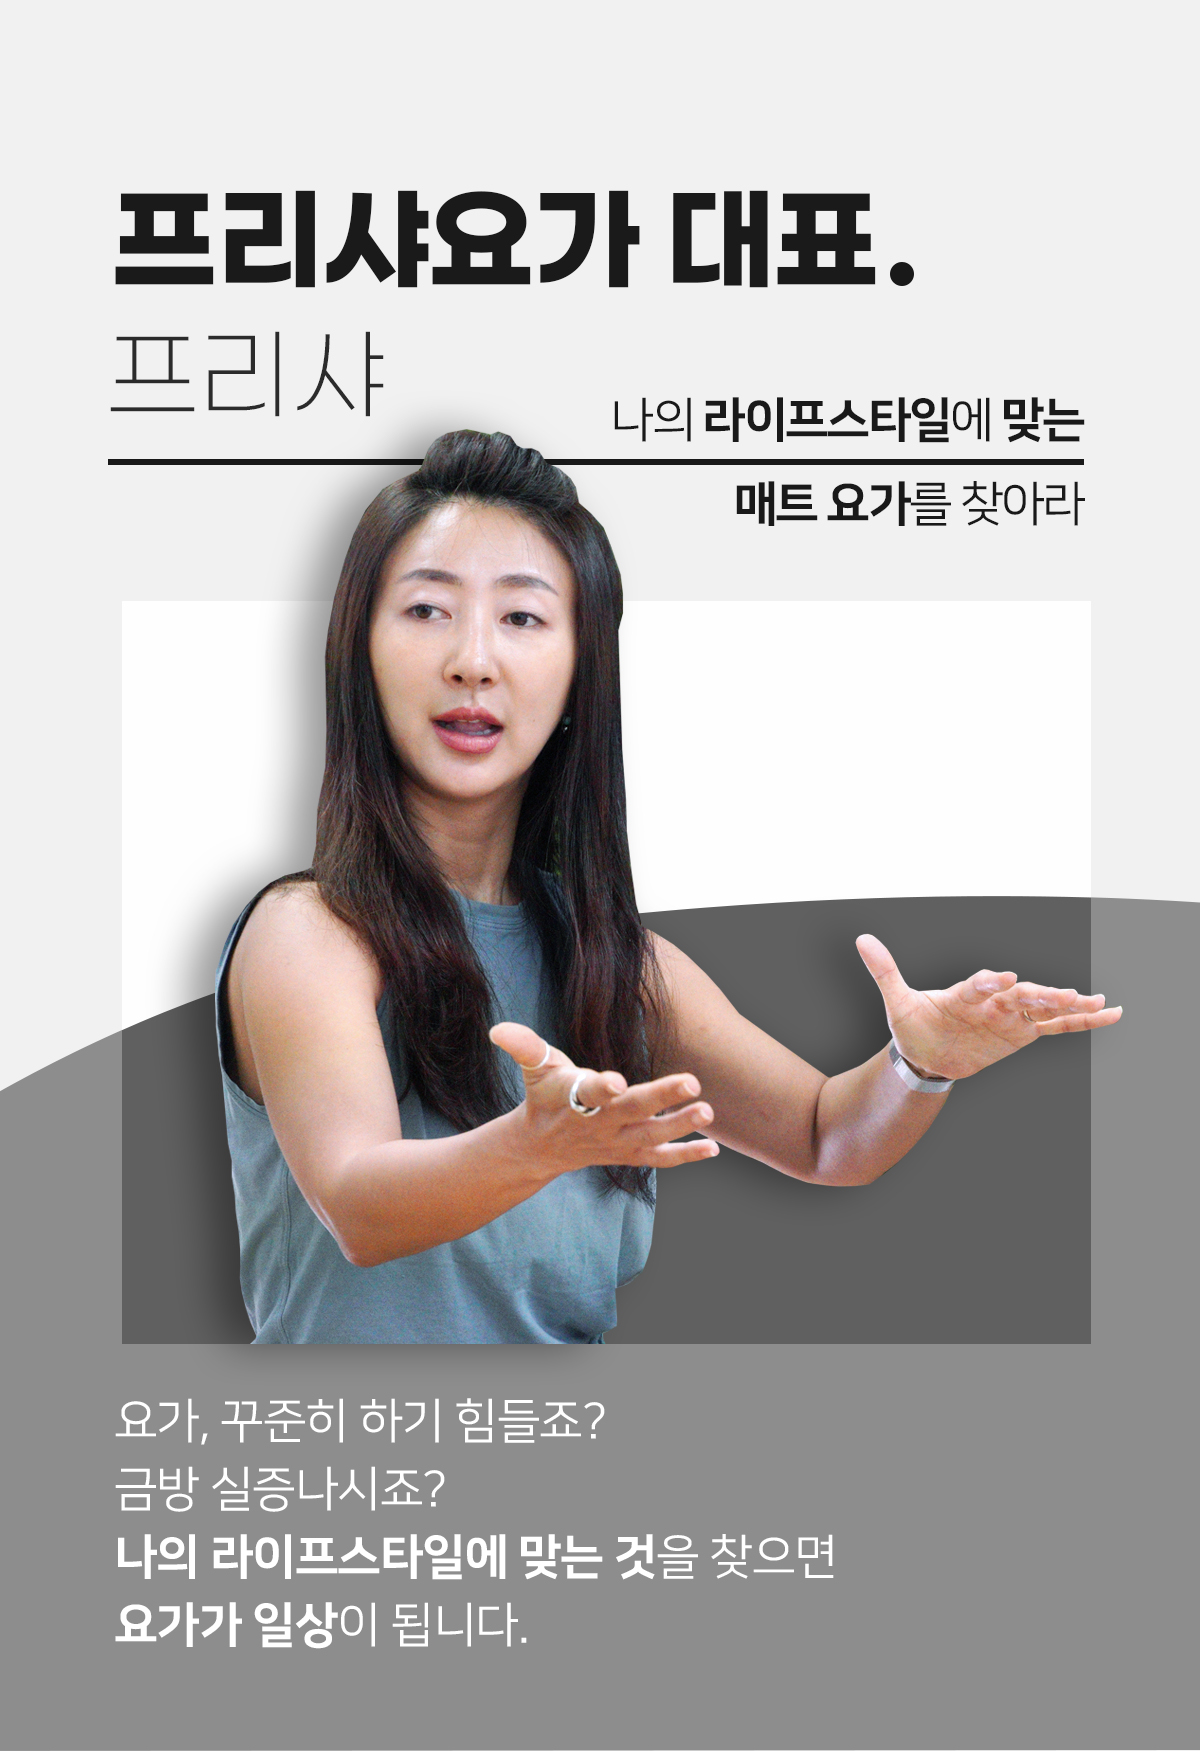 프리샤요가 대표.
프리샤
나의 라이프스타일에 맞는
매트 요가를 찾아라
요가, 꾸준히 하기 힘들죠?
금방 실증나시죠?
나의 라이프스타일에 맞는 것을 찾으면
요가가 일상이 됩니다.